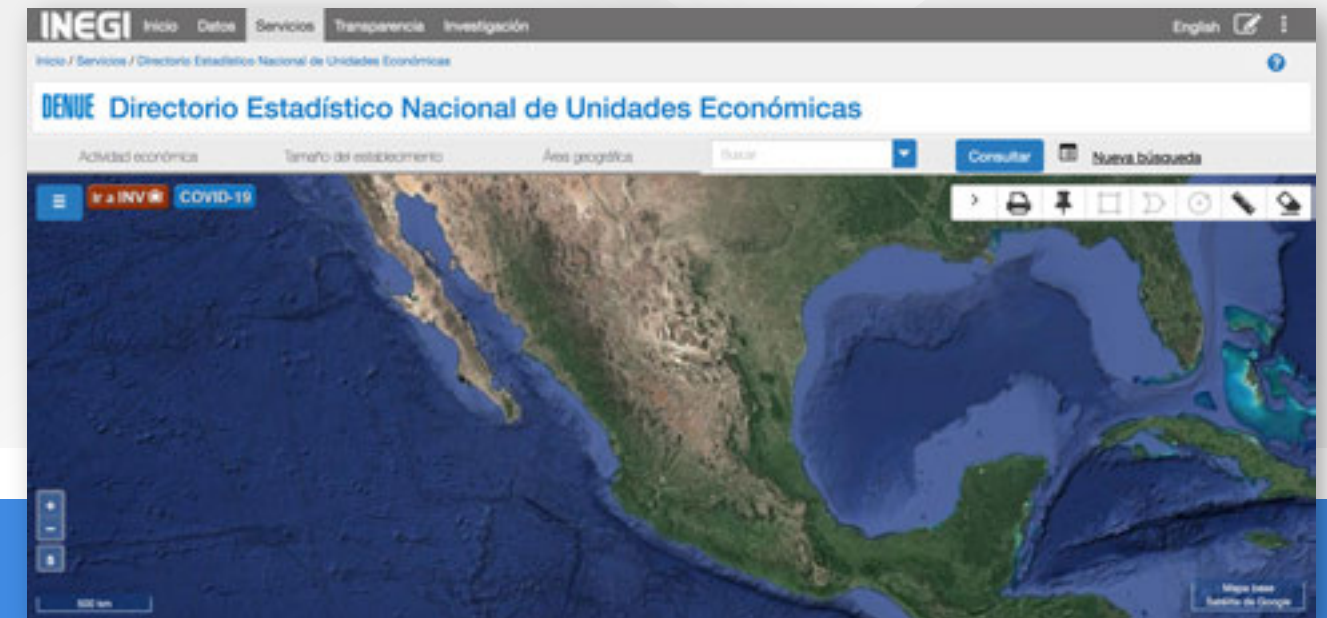 INEGI Inicio Datos Servicios Transparencia Investigación English
Inicio / Servicios / Directorio Estadístico Nacional de Unidades Económicas
DENUE Directorio Estadístico Nacional de Unidades Económicas
Actividad económica Tamaño del establecimiento Área geográfica Buscar Consultar Nueva búsqueda
Ir a INV COVID-19
+
−
S
500 km
Mapa base
Satélite de Google